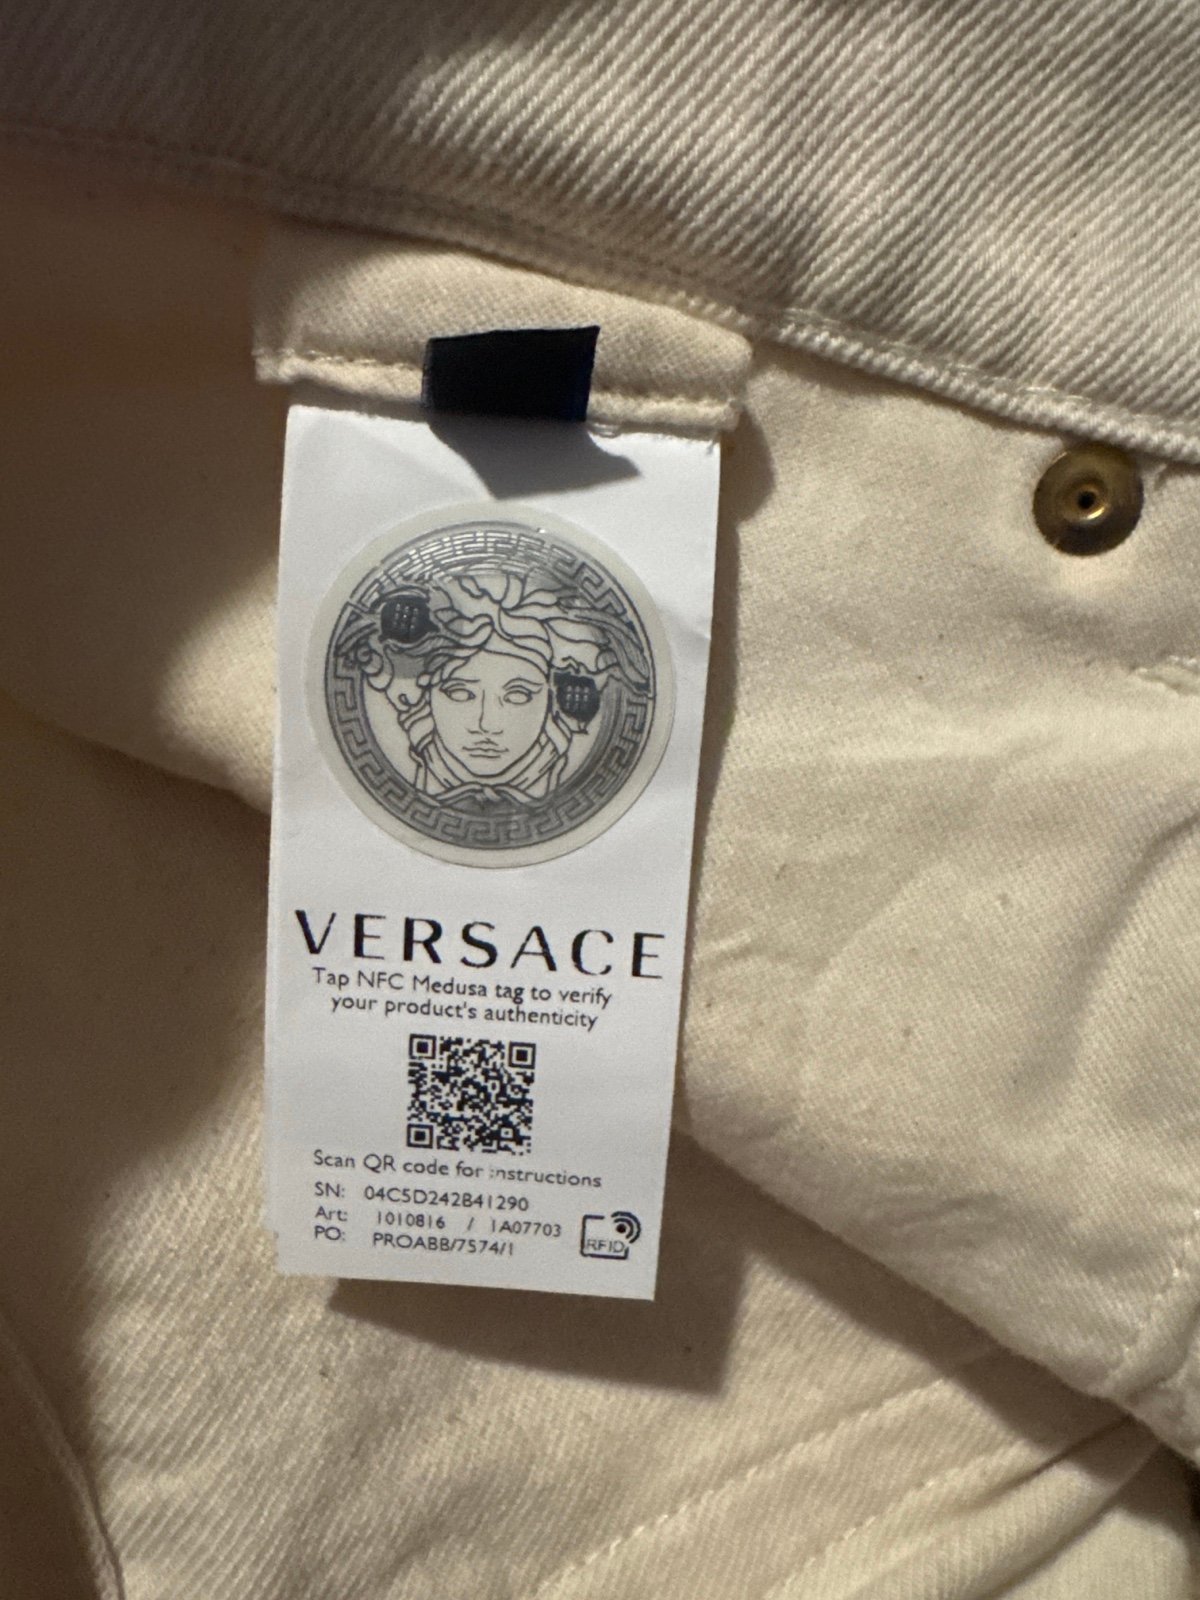 VERSACE
Tap NFC Medusa tag to verify
your product's authenticity
Scan QR code for instructions
SN: 04C5D242B41290
Art: 1010816 / 1A07703
PO: PROABB/7574/1
RFID